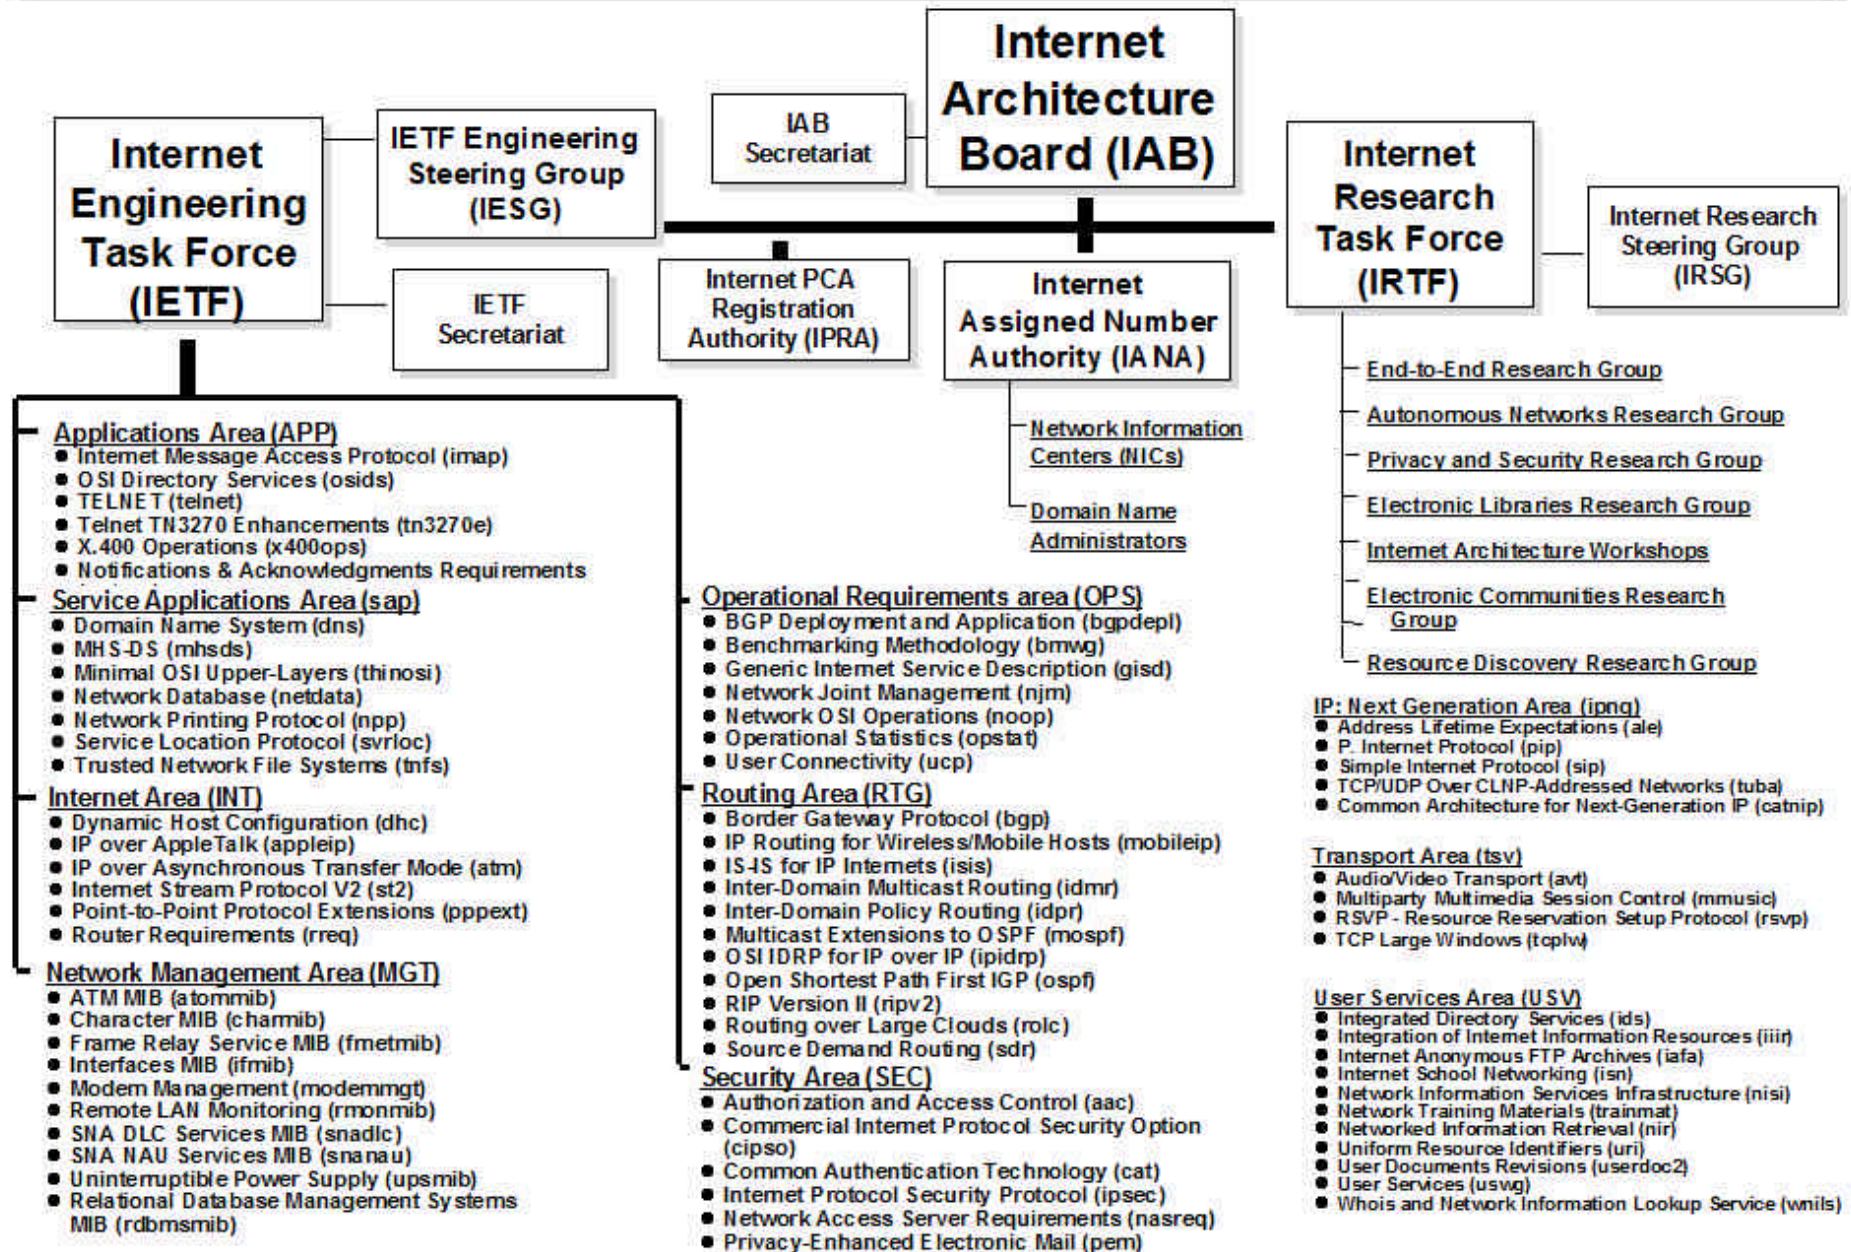 Internet
Architecture
Board (IAB)
IAB
Secretariat
Internet
Engineering
Task Force
(IETF)
IETF Engineering
Steering Group
(IESG)
IETF
Secretariat
Internet PCA
Registration
Authority (IPRA)
Internet
Assigned Number
Authority (IANA)
Network Information
Centers (NICs)
Domain Name
Administrators
Internet
Research
Task Force
(IRTF)
Internet Research
Steering Group
(IRSG)
End-to-End Research Group
Autonomous Networks Research Group
Privacy and Security Research Group
Electronic Libraries Research Group
Internet Architecture Workshops
Electronic Communities Research
Group
Resource Discovery Research Group
Applications Area (APP)
Internet Message Access Protocol (imap)
OSI Directory Services (osids)
TELNET (telnet)
Telnet TN3270 Enhancements (tn3270e)
X.400 Operations (x400ops)
Notifications & Acknowledgments Requirements
Service Applications Area (sap)
Domain Name System (dns)
MHS-DS (mhsds)
Minimal OSI Upper-Layers (thinosi)
Network Database (netdata)
Network Printing Protocol (npp)
Service Location Protocol (svrloc)
Trusted Network File Systems (tnfs)
Internet Area (INT)
Dynamic Host Configuration (dhc)
IP over AppleTalk (appleip)
IP over Asynchronous Transfer Mode (atm)
Internet Stream Protocol V2 (st2)
Point-to-Point Protocol Extensions (pppext)
Router Requirements (rreq)
Network Management Area (MGT)
ATM MIB (atommib)
Character MIB (charmib)
Frame Relay Service MIB (frnetmib)
Interfaces MIB (ifmib)
Modem Management (modemmgt)
Remote LAN Monitoring (rmonmib)
SNA DLC Services MIB (snadlc)
SNA NAU Services MIB (snanau)
Uninterruptible Power Supply (upsmib)
Relational Database Management Systems
MIB (rdbmsmib)
Operational Requirements area (OPS)
BGP Deployment and Application (bgpdepl)
Benchmarking Methodology (bmwg)
Generic Internet Service Description (gisd)
Network Joint Management (njm)
Network OSI Operations (noop)
Operational Statistics (opstat)
User Connectivity (ucp)
Routing Area (RTG)
Border Gateway Protocol (bgp)
IP Routing for Wireless/Mobile Hosts (mobileip)
IS-IS for IP Internets (isis)
Inter-Domain Multicast Routing (idmr)
Inter-Domain Policy Routing (idpr)
Multicast Extensions to OSPF (mospf)
OSI IDRP for IP over IP (ipidrp)
Open Shortest Path First IGP (ospf)
RIP Version II (ripv2)
Routing over Large Clouds (rolc)
Source Demand Routing (sdr)
Security Area (SEC)
Authorization and Access Control (aac)
Commercial Internet Protocol Security Option
(cipso)
Common Authentication Technology (cat)
Internet Protocol Security Protocol (ipsec)
Network Access Server Requirements (nasreq)
Privacy-Enhanced Electronic Mail (pem)
IP: Next Generation Area (ipng)
Address Lifetime Expectations (ale)
P. Internet Protocol (pip)
Simple Internet Protocol (sip)
TCP/UDP Over CLNP-Addressed Networks (tuba)
Common Architecture for Next-Generation IP (catnip)
Transport Area (tsv)
Audio/Video Transport (avt)
Multiparty Multimedia Session Control (mmusic)
RSVP - Resource Reservation Setup Protocol (rsvp)
TCP Large Windows (tcplw)
User Services Area (USV)
Integrated Directory Services (ids)
Integration of Internet Information Resources (iiir)
Internet Anonymous FTP Archives (iafa)
Internet School Networking (isn)
Network Information Services Infrastructure (nisi)
Network Training Materials (trainmat)
Networked Information Retrieval (nir)
Uniform Resource Identifiers (uri)
User Documents Revisions (userdoc2)
User Services (uswg)
Whois and Network Information Lookup Service (wnils)